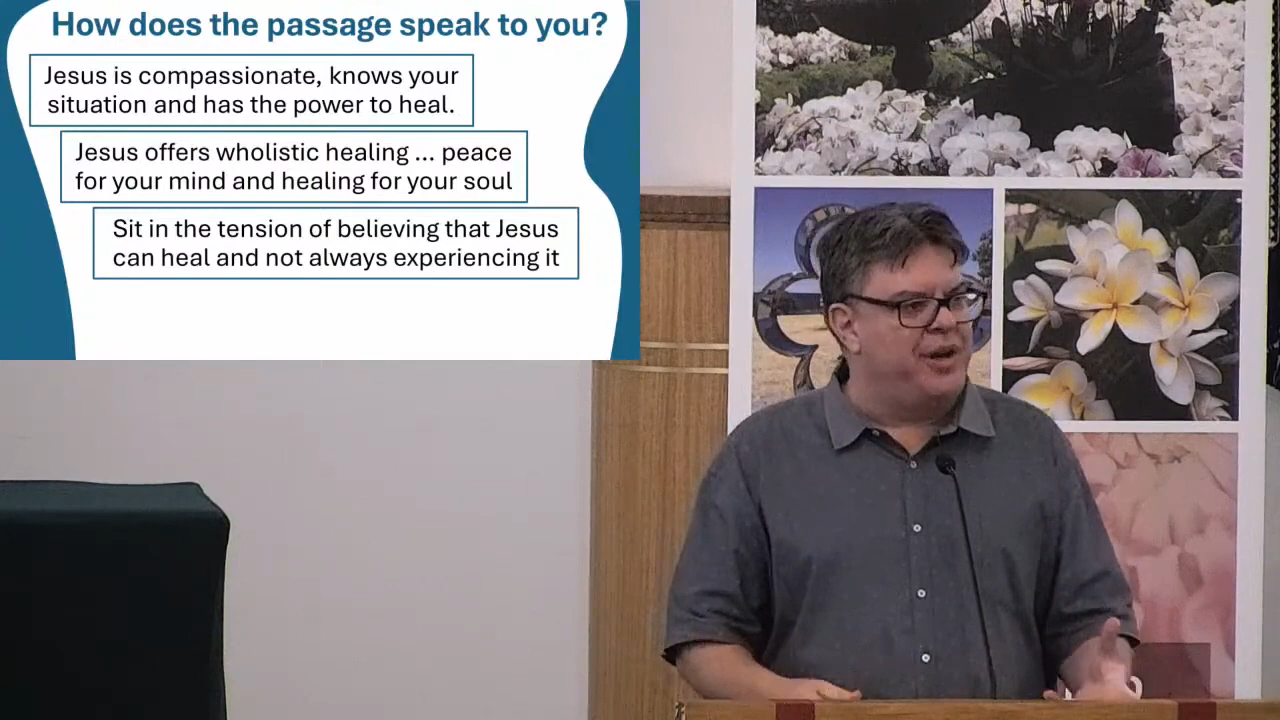 How does the passage speak to you?
Jesus is compassionate, knows your
situation and has the power to heal.
Jesus offers wholistic healing ... peace
for your mind and healing for your soul
Sit in the tension of believing that Jesus
can heal and not always experiencing it